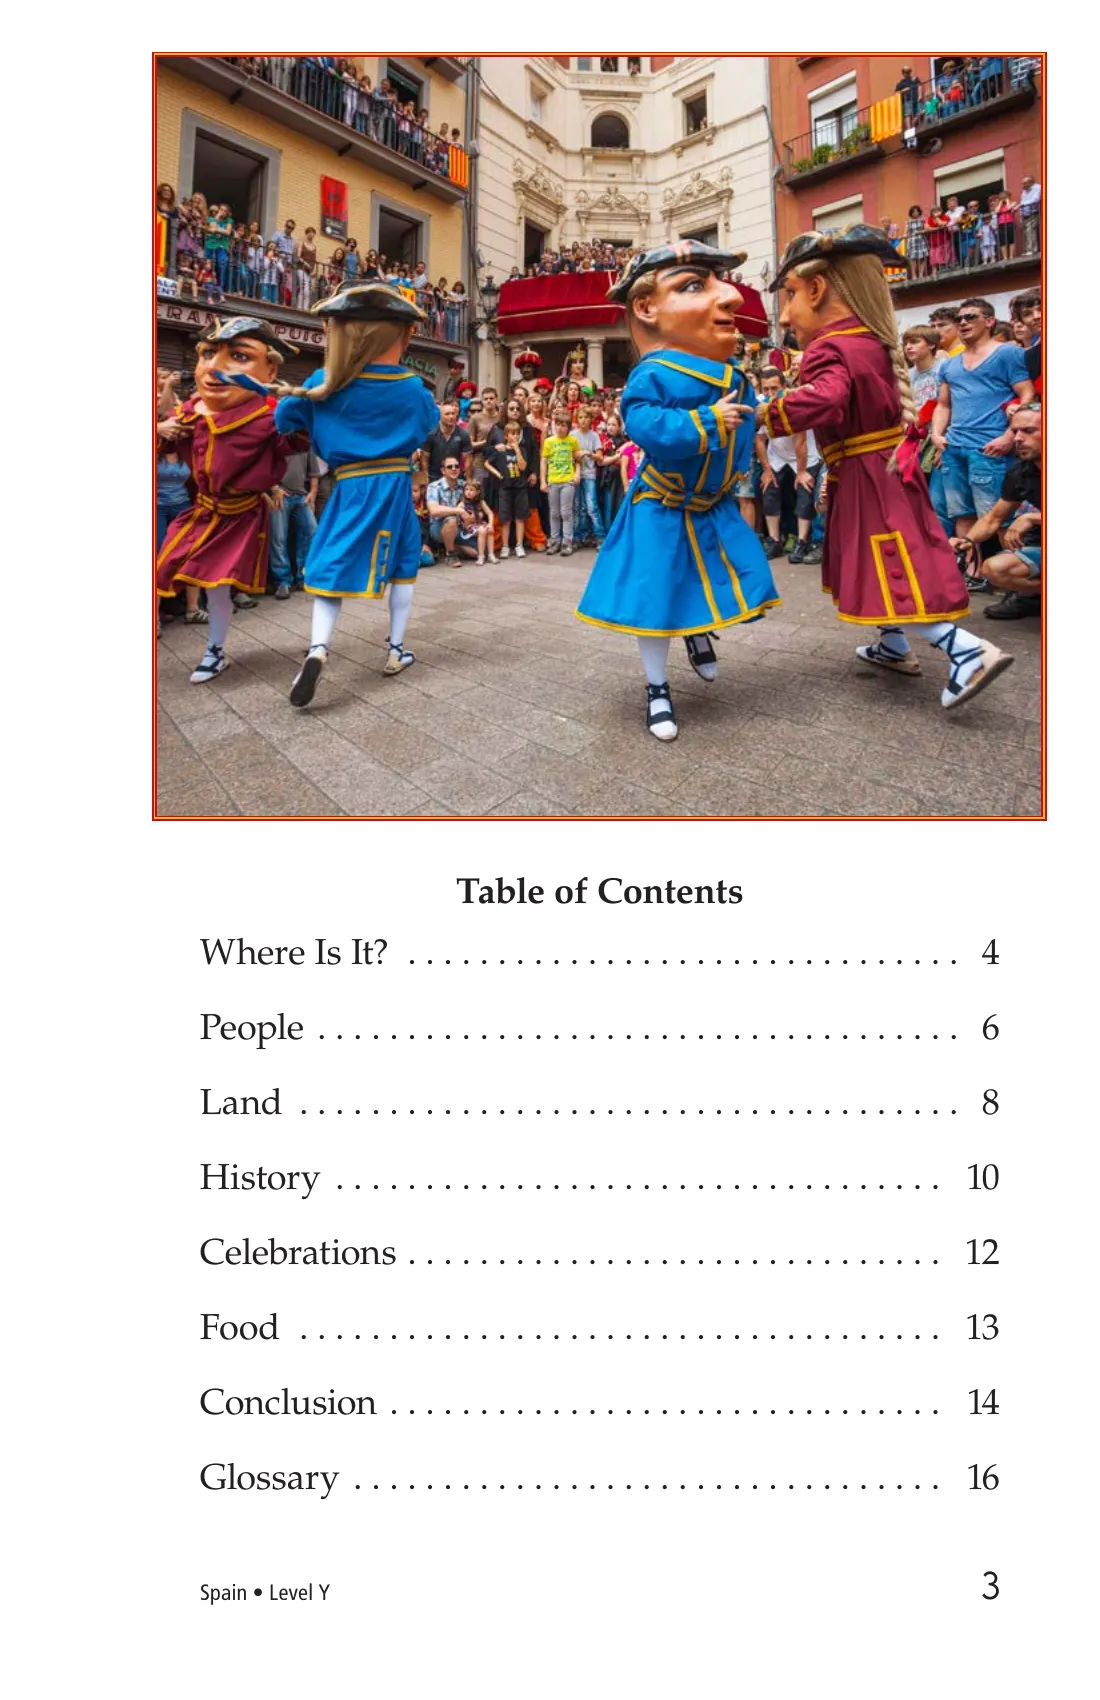 PUIG
Table of Contents
Where Is It? . . . . . . . . . . . . . . . . . . . . . . . . . . . . . . . 4
People . . . . . . . . . . . . . . . . . . . . . . . . . . . . . . . . . . . . 6
Land . . . . . . . . . . . . . . . . . . . . . . . . . . . . . . . . . . . . . 8
History . . . . . . . . . . . . . . . . . . . . . . . . . . . . . . . . . . 10
Celebrations . . . . . . . . . . . . . . . . . . . . . . . . . . . . . . 12
Food . . . . . . . . . . . . . . . . . . . . . . . . . . . . . . . . . . . . 13
Conclusion . . . . . . . . . . . . . . . . . . . . . . . . . . . . . . . 14
Glossary . . . . . . . . . . . . . . . . . . . . . . . . . . . . . . . . . 16
Spain • Level Y 3